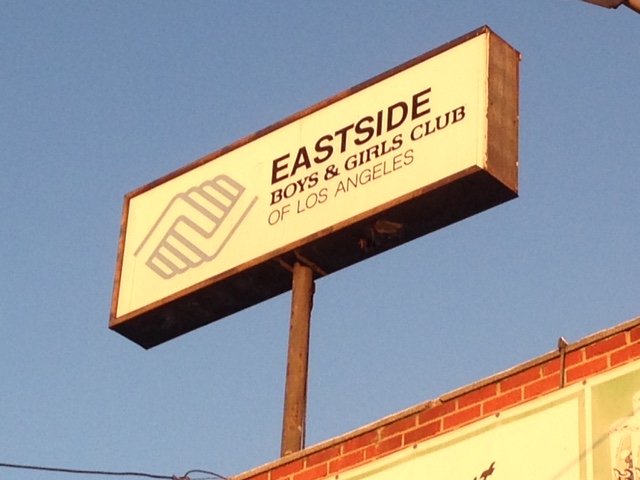 EASTSIDE
BOYS & GIRLS CLUB
OF LOS ANGELES